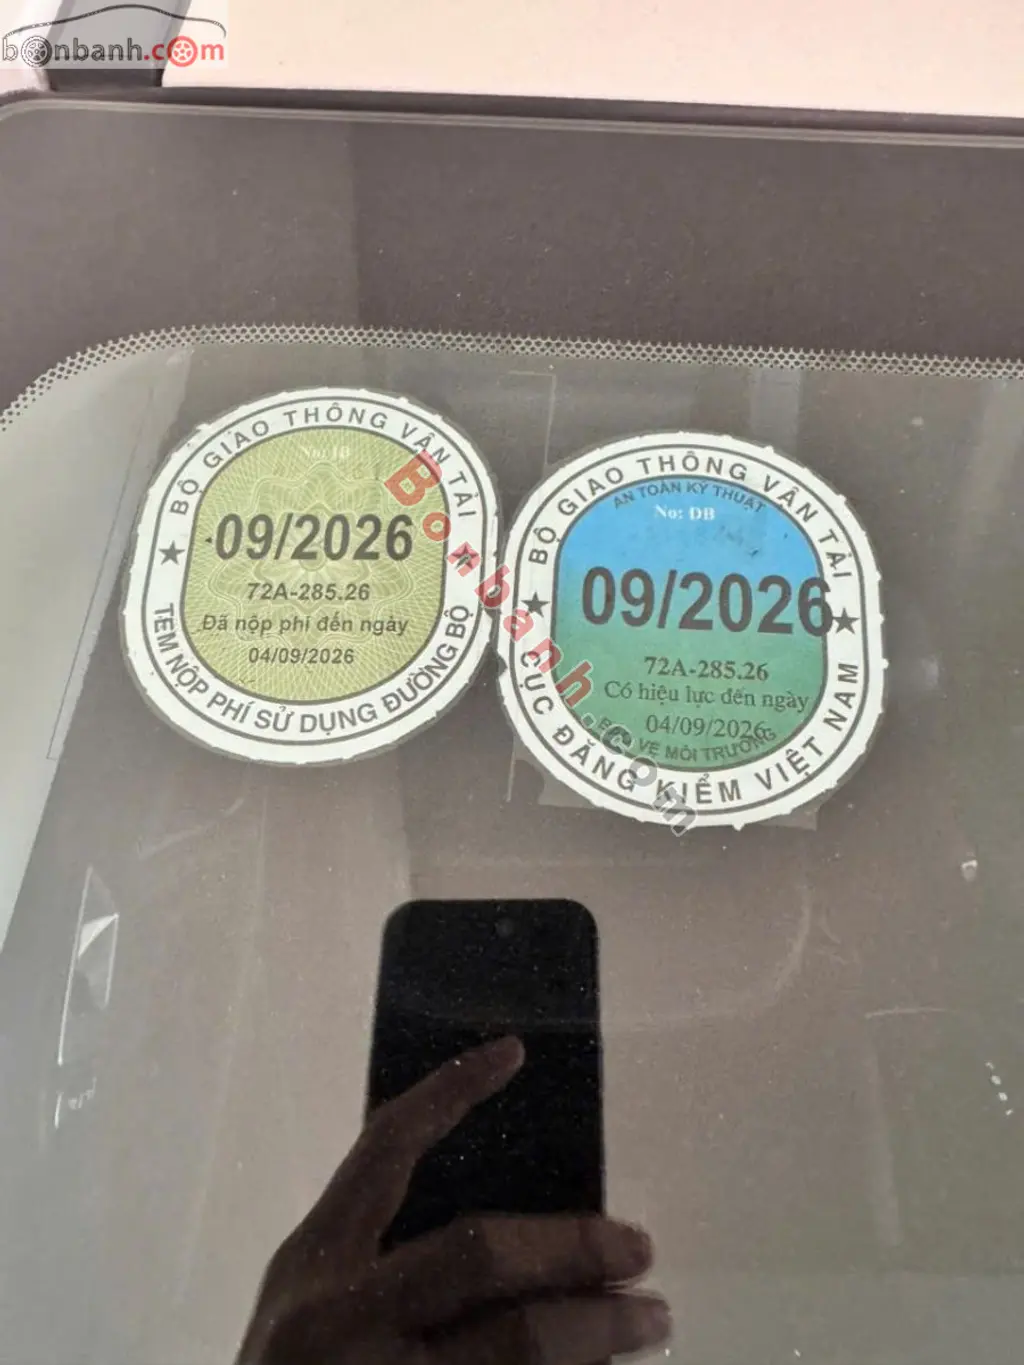 bonbanh.com
BỘ GIAO THÔNG VẬN TẢI
09/2026
72A-285.26
Đã nộp phí đến ngày
04/09/2026
TEM NỘP PHÍ SỬ DỤNG ĐƯỜNG BỘ
BỘ GIAO THÔNG VẬN TẢI
AN TOÀN KỸ THUẬT
No: DB
09/2026
72A-285.26
Có hiệu lực đến ngày
04/09/2026
VỆ MÔI TRƯỜNG
CỤC ĐĂNG KIỂM VIỆT NAM
Bonbanh.com